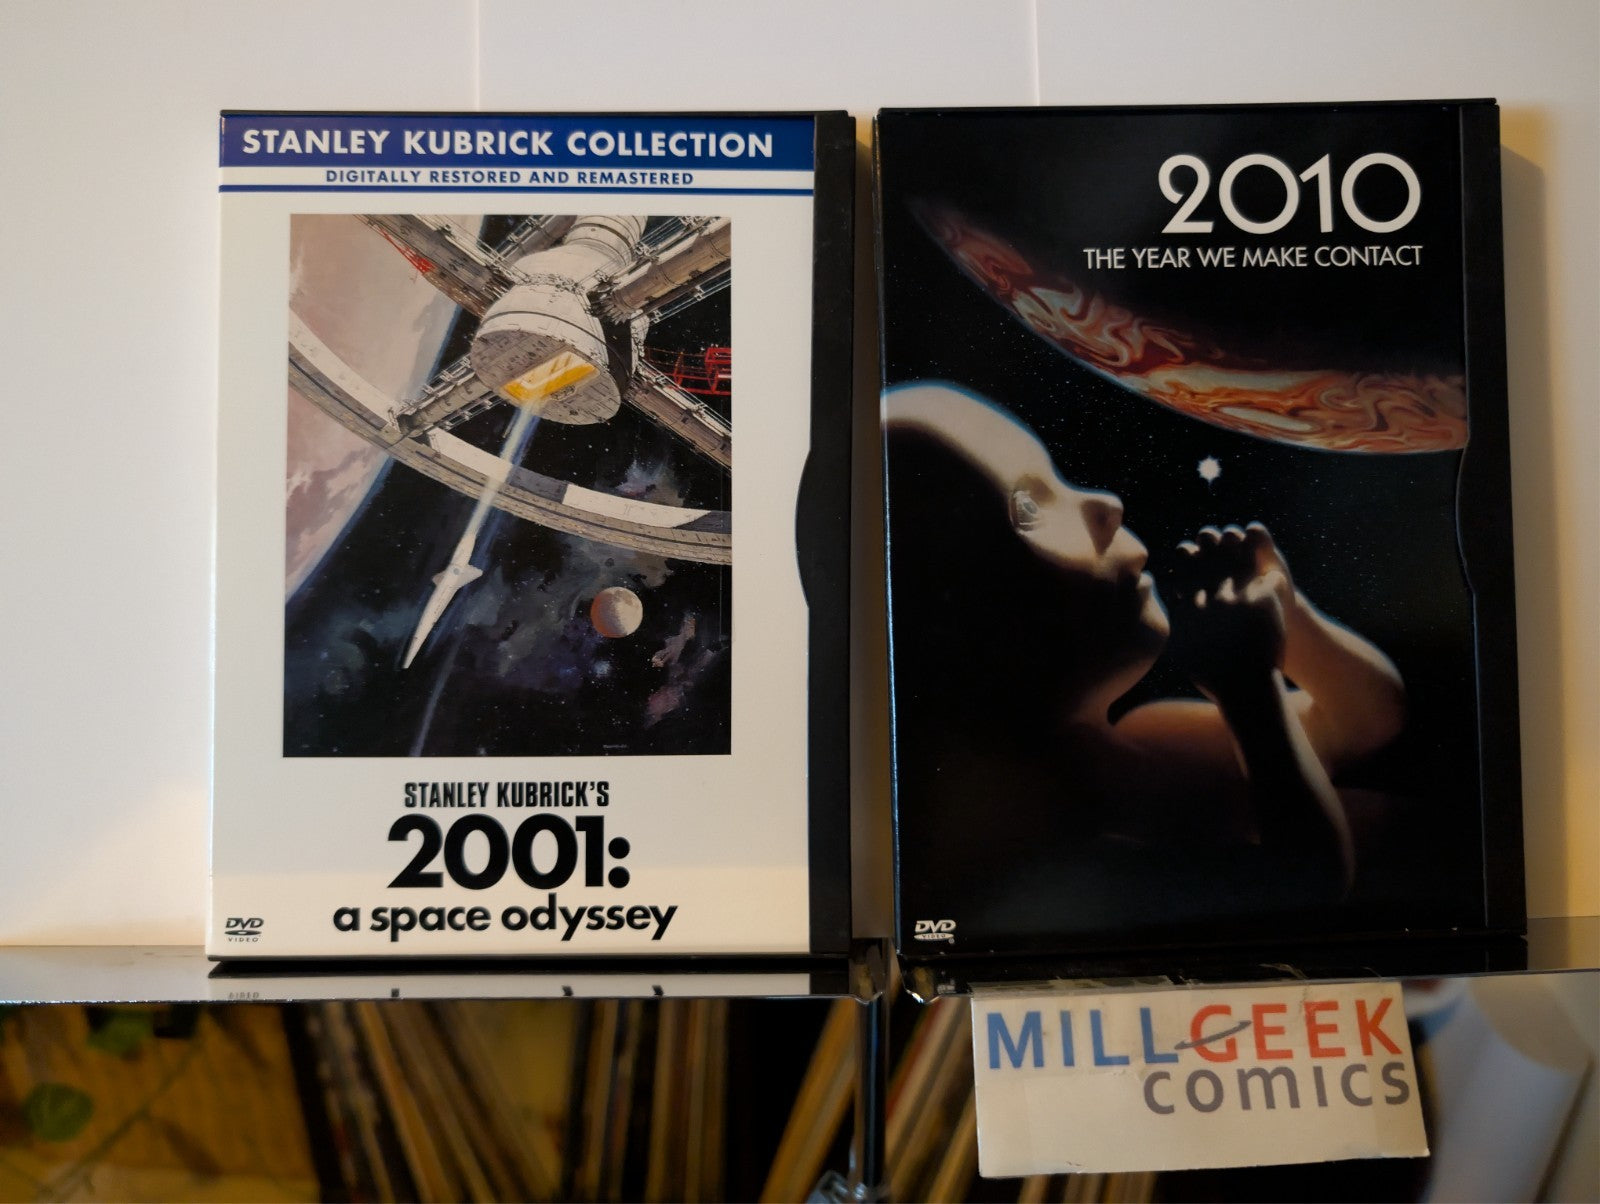 STANLEY KUBRICK COLLECTION
DIGITALLY RESTORED AND REMASTERED
STANLEY KUBRICK'S
2001:
a space odyssey
DVD
VIDEO
2010
THE YEAR WE MAKE CONTACT
DVD
VIDEO
MILLGEEK
comics